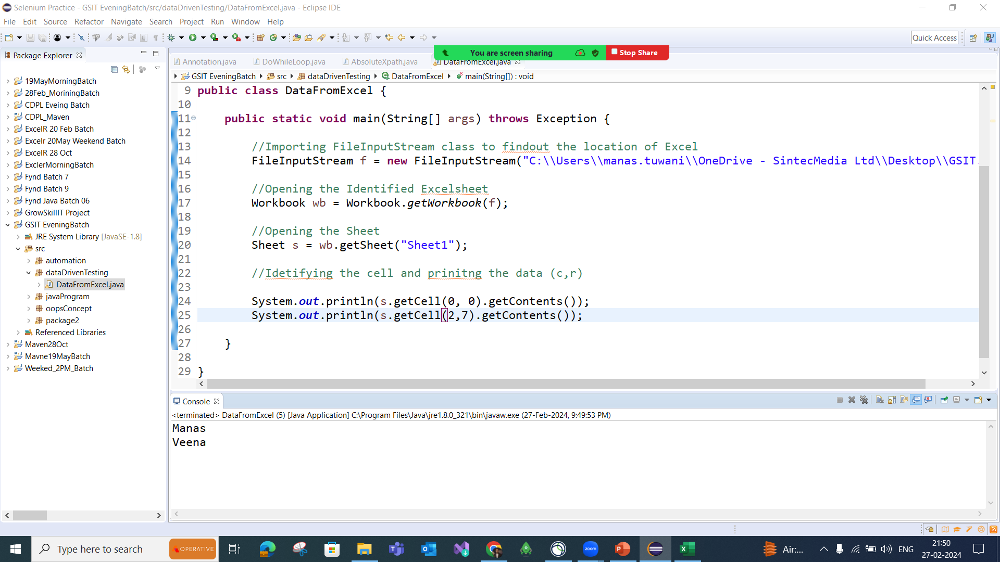 Selenium Practice - GSIT EveningBatch/src/dataDrivenTesting/DataFromExcel.java - Eclipse IDE
File Edit Source Refactor Navigate Search Project Run Window Help
Quick Access
You are screen sharing Stop Share
Package Explorer
Annotation.java DoWhileLoop.java AbsoluteXpath.java DataFromExcel.java
GSIT EveningBatch src dataDrivenTesting DataFromExcel main(String[]) : void
19MayMorningBatch
28Feb_MoriningBatch
CDPL Eveing Batch
CDPL_Maven
ExcelR 20 Feb Batch
Excelr 20May Weekend Batch
ExcelR 28 Oct
ExclerMorningBatch
Fynd Batch 7
Fynd Batch 9
Fynd Java Batch 06
GrowSkillIT Project
GSIT EveningBatch
JRE System Library [JavaSE-1.8]
src
automation
dataDrivenTesting
DataFromExcel.java
javaProgram
oopsConcept
package2
Referenced Libraries
Maven28Oct
Mavne19MayBatch
Weeked_2PM_Batch
9 public class DataFromExcel {
10
11 public static void main(String[] args) throws Exception {
12
13 //Importing FileInputStream class to findout the location of Excel
14 FileInputStream f = new FileInputStream("C:\\Users\\manas.tuwani\\OneDrive - SintecMedia Ltd\\Desktop\\GSIT
15
16 //Opening the Identified Excelsheet
17 Workbook wb = Workbook.getWorkbook(f);
18
19 //Opening the Sheet
20 Sheet s = wb.getSheet("Sheet1");
21
22 //Idetifying the cell and prinitng the data (c,r)
23
24 System.out.println(s.getCell(0, 0).getContents());
25 System.out.println(s.getCell(2,7).getContents());
26
27 }
28
29 }
Console
<terminated> DataFromExcel (5) [Java Application] C:\Program Files\Java\jre1.8.0_321\bin\javaw.exe (27-Feb-2024, 9:49:53 PM)
Manas
Veena
Type here to search
OPERATIVE
zoom
Air:...
ENG
21:50
27-02-2024